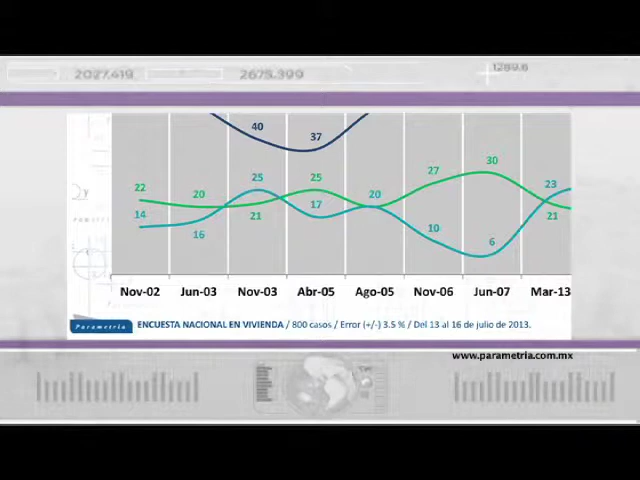 2027.419 2675.399 1289.6
40 37
22 20 25 25 20 27 30 23
14 16 21 17 10 6 21
Nov-02 Jun-03 Nov-03 Abr-05 Ago-05 Nov-06 Jun-07 Mar-13
Parametría ENCUESTA NACIONAL EN VIVIENDA / 800 casos / Error (+/-) 3.5 % / Del 13 al 16 de julio de 2013.
www.parametria.com.mx